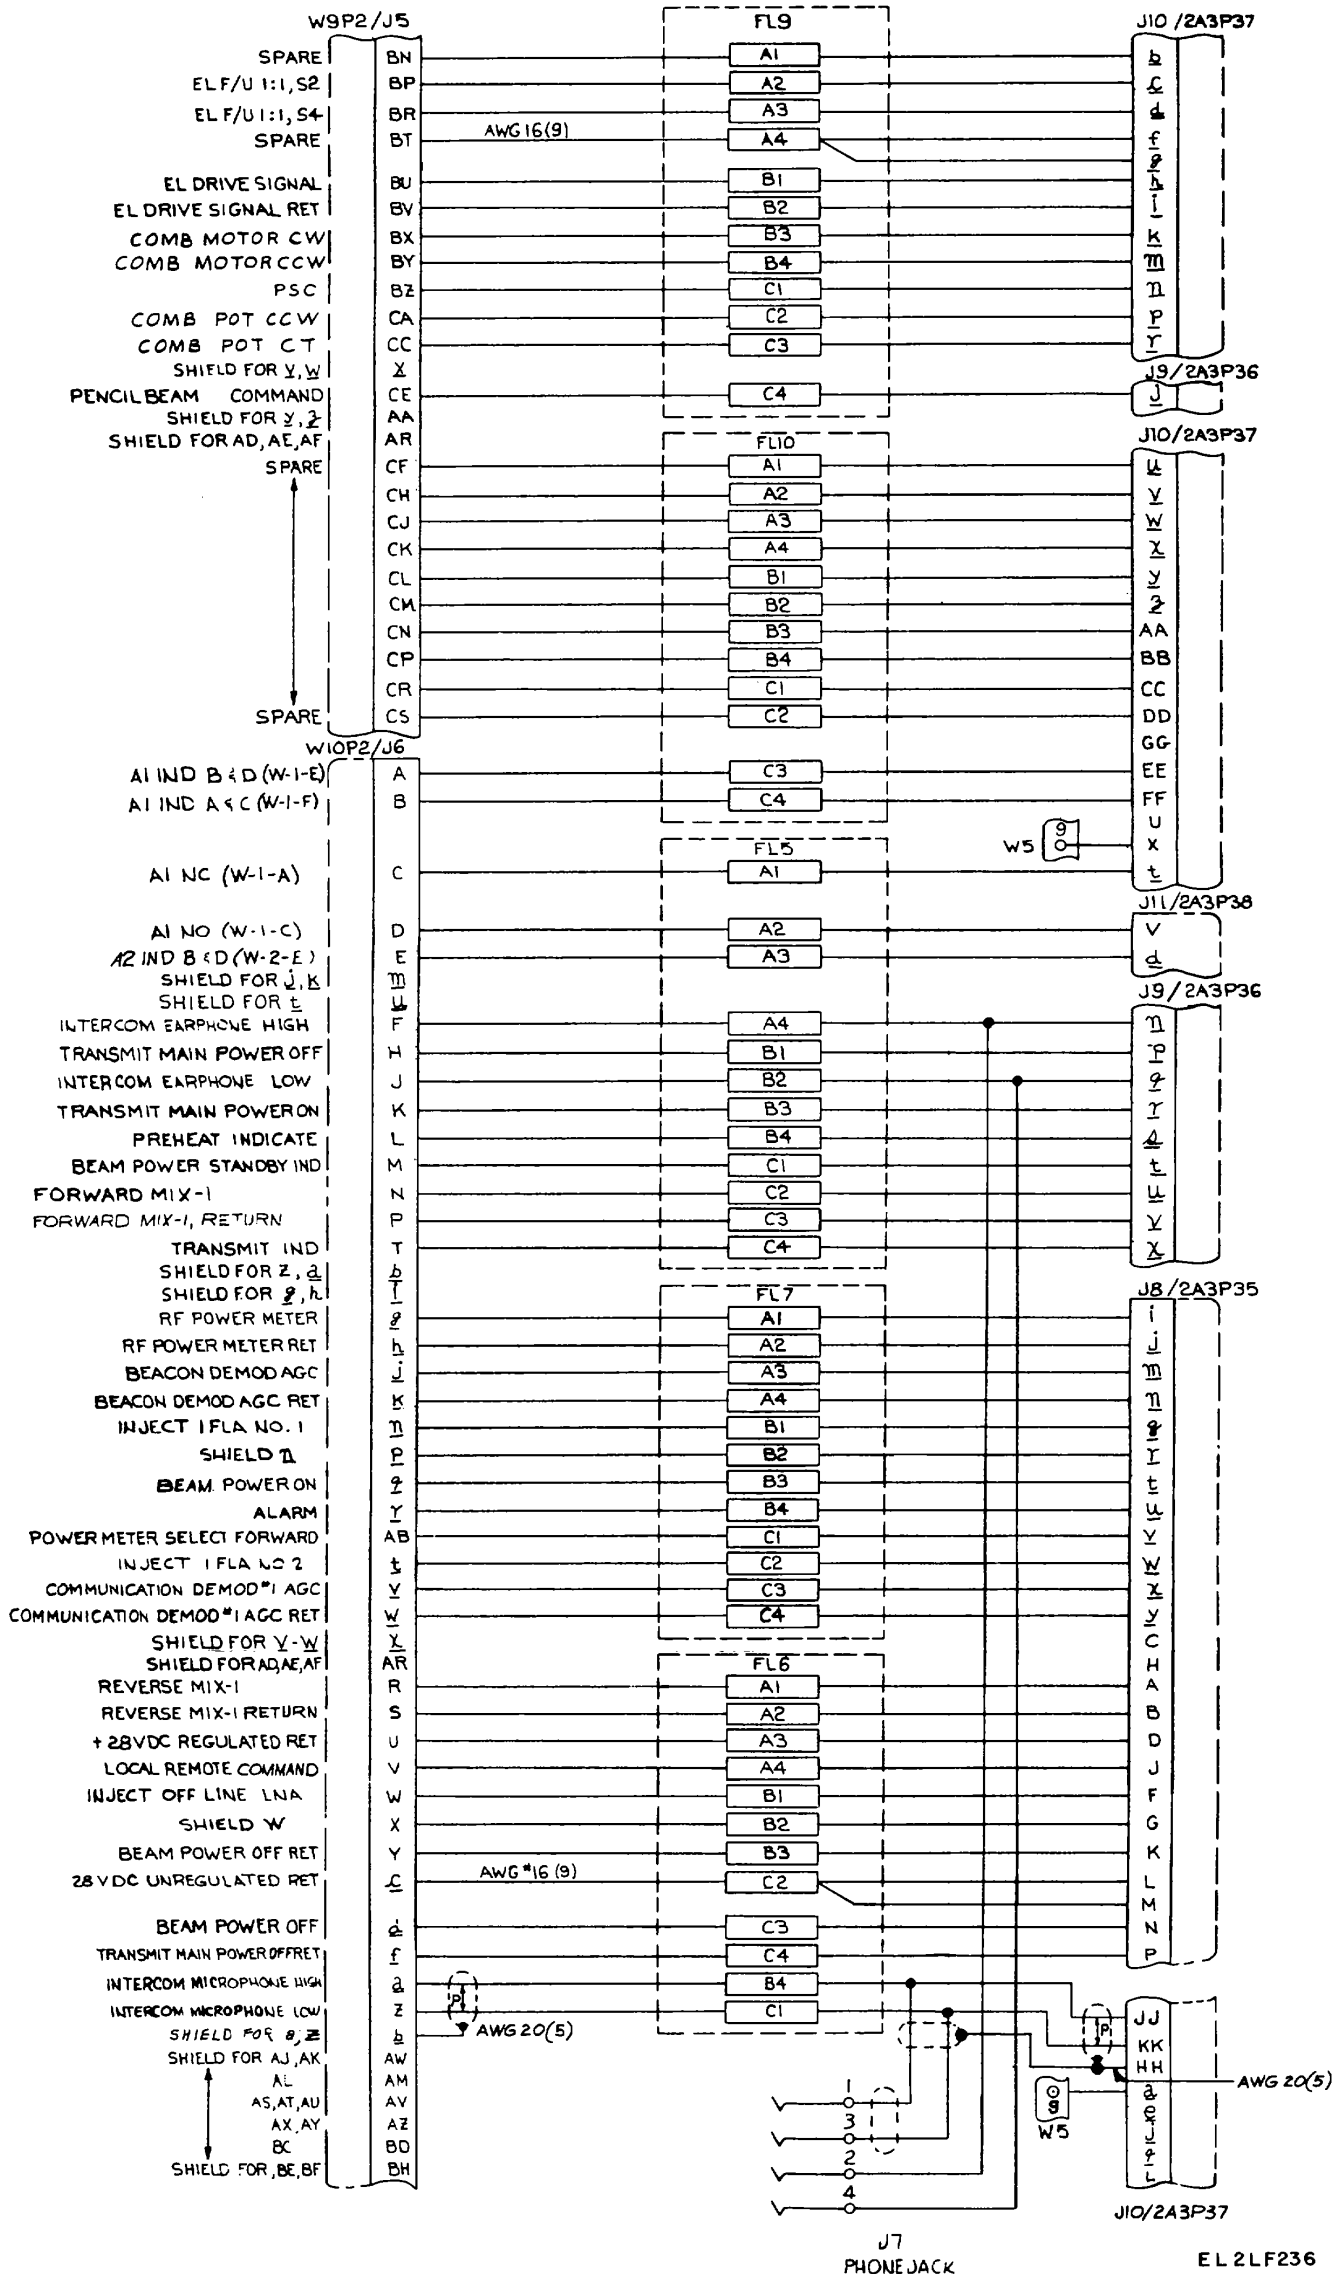 W9P2/J5 FL9 J10/2A3P37
SPARE BN A1 b
EL F/U 1:1, S2 BP A2 c
EL F/U 1:1, S4 BR A3 d
SPARE BT AWG 16(9) A4 f
g
EL DRIVE SIGNAL BU B1 h
EL DRIVE SIGNAL RET BV B2 i
COMB MOTOR CW BX B3 k
COMB MOTOR CCW BY B4 m
PSC BZ C1 n
COMB POT CCW CA C2 p
COMB POT CT CC C3 r
SHIELD FOR v, w x
J9/2A3P36
PENCIL BEAM COMMAND CE C4 j
SHIELD FOR y, z AA
SHIELD FOR AD, AE, AF AR FL10 J10/2A3P37
SPARE CF A1 u
CH A2 v
CJ A3 w
CK A4 x
CL B1 y
CM B2 z
CN B3 AA
CP B4 BB
CR C1 CC
SPARE CS C2 DD
W10P2/J6 GG
A1 IND B & D (W-1-E) A C3 EE
A1 IND A & C (W-1-F) B C4 FF
U
W5 9 X
FL5
A1 NC (W-1-A) C A1 t
J11/2A3P38
A1 NO (W-1-C) D A2 V
A2 IND B & D (W-2-E) E A3 d
SHIELD FOR j, k m
SHIELD FOR t u J9/2A3P36
INTERCOM EARPHONE HIGH F A4 n
TRANSMIT MAIN POWER OFF H B1 p
INTERCOM EARPHONE LOW J B2 q
TRANSMIT MAIN POWER ON K B3 r
PREHEAT INDICATE L B4 s
BEAM POWER STANDBY IND M C1 t
FORWARD MIX-1 N C2 u
FORWARD MIX-1, RETURN P C3 v
TRANSMIT IND T C4 x
SHIELD FOR Z, a b
SHIELD FOR g, h FL7 J8/2A3P35
RF POWER METER g A1 i
RF POWER METER RET h A2 j
BEACON DEMOD AGC j A3 m
BEACON DEMOD AGC RET k A4 n
INJECT IFLA NO. 1 n B1
SHIELD n p B2 r
BEAM POWER ON q B3 t
ALARM r B4 u
POWER METER SELECT FORWARD AB C1 v
INJECT IFLA NO 2 t C2 w
COMMUNICATION DEMOD #1 AGC v C3 x
COMMUNICATION DEMOD #1 AGC RET w C4 y
SHIELD FOR v-w x C
SHIELD FOR AD,AE,AF AR FL6 H
REVERSE MIX-1 R A1 A
REVERSE MIX-1 RETURN S A2 B
+ 28VDC REGULATED RET U A3 D
LOCAL REMOTE COMMAND V A4 J
INJECT OFF LINE LNA W B1 F
SHIELD W X B2 G
BEAM POWER OFF RET Y B3 K
28 VDC UNREGULATED RET c AWG #16 (9) C2 L
M
BEAM POWER OFF d C3 N
TRANSMIT MAIN POWER OFF RET f C4 P
INTERCOM MICROPHONE HIGH a P B4 JJ
INTERCOM MICROPHONE LOW Z C1 P KK
SHIELD FOR a, Z b AWG 20(5) HH
SHIELD FOR AJ, AK AW
AL AM AWG 20(5)
AS, AT, AU AV 1 9 a
AX, AY AZ 3 W5 e
BC BD j
SHIELD FOR, BE, BF BH 2 q
4 L
J10/2A3P37
J7
PHONE JACK
EL2LF236